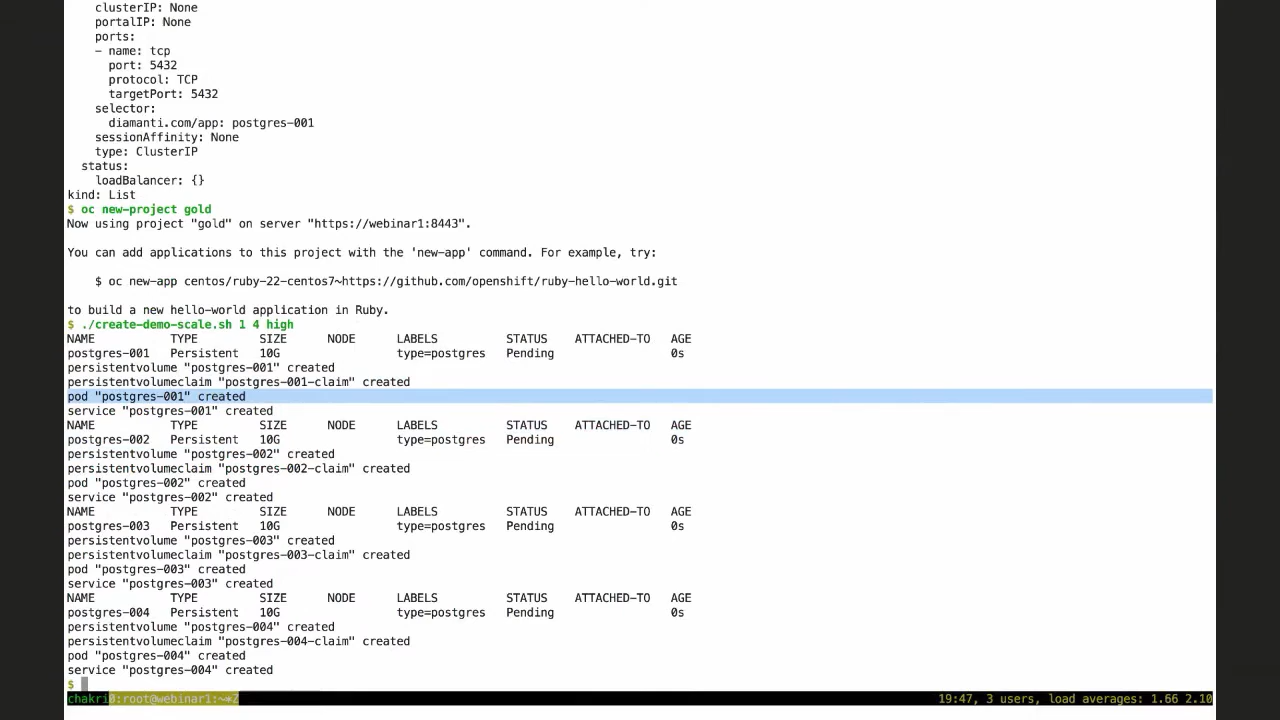 clusterIP: None
portalIP: None
ports:
- name: tcp
port: 5432
protocol: TCP
targetPort: 5432
selector:
diamanti.com/app: postgres-001
sessionAffinity: None
type: ClusterIP
status:
loadBalancer: {}
kind: List
$ oc new-project gold
Now using project "gold" on server "https://webinar1:8443".
You can add applications to this project with the 'new-app' command. For example, try:
$ oc new-app centos/ruby-22-centos7~https://github.com/openshift/ruby-hello-world.git
to build a new hello-world application in Ruby.
$ ./create-demo-scale.sh 1 4 high
NAME TYPE SIZE NODE LABELS STATUS ATTACHED-TO AGE
postgres-001 Persistent 10G type=postgres Pending 0s
persistentvolume "postgres-001" created
persistentvolumeclaim "postgres-001-claim" created
pod "postgres-001" created
service "postgres-001" created
NAME TYPE SIZE NODE LABELS STATUS ATTACHED-TO AGE
postgres-002 Persistent 10G type=postgres Pending 0s
persistentvolume "postgres-002" created
persistentvolumeclaim "postgres-002-claim" created
pod "postgres-002" created
service "postgres-002" created
NAME TYPE SIZE NODE LABELS STATUS ATTACHED-TO AGE
postgres-003 Persistent 10G type=postgres Pending 0s
persistentvolume "postgres-003" created
persistentvolumeclaim "postgres-003-claim" created
pod "postgres-003" created
service "postgres-003" created
NAME TYPE SIZE NODE LABELS STATUS ATTACHED-TO AGE
postgres-004 Persistent 10G type=postgres Pending 0s
persistentvolume "postgres-004" created
persistentvolumeclaim "postgres-004-claim" created
pod "postgres-004" created
service "postgres-004" created
$
chakri0:root@webinar1:~*Z 19:47, 3 users, load averages: 1.66 2.10